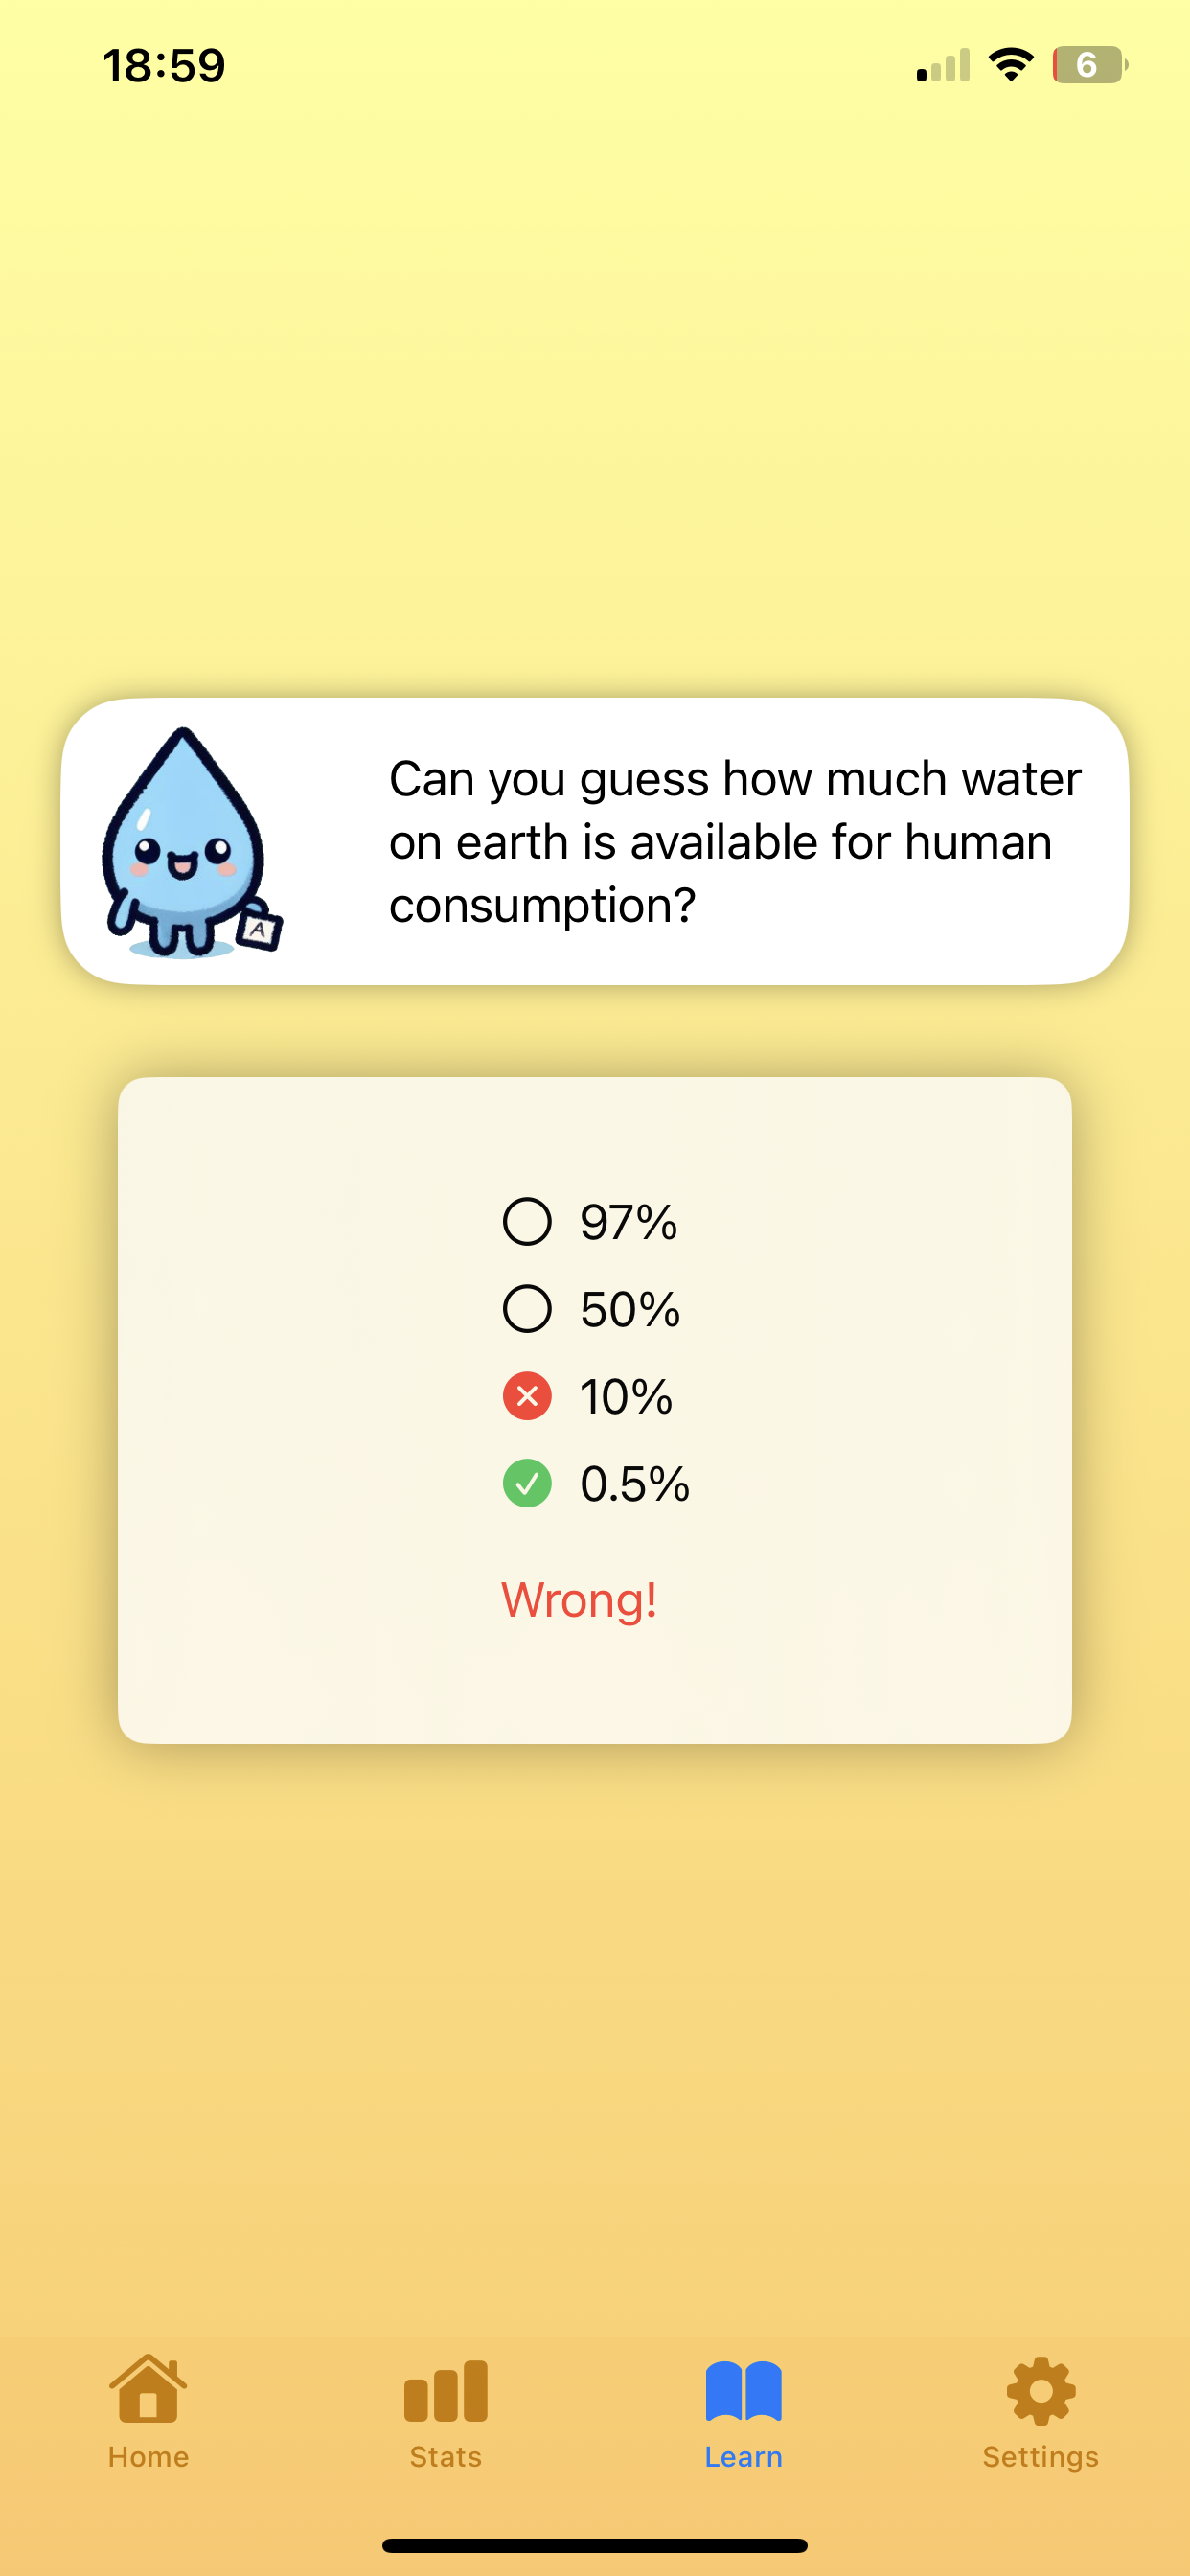 18:59
6
Can you guess how much water
on earth is available for human
consumption?
A
97%
50%
10%
0.5%
Wrong!
Home
Stats
Learn
Settings